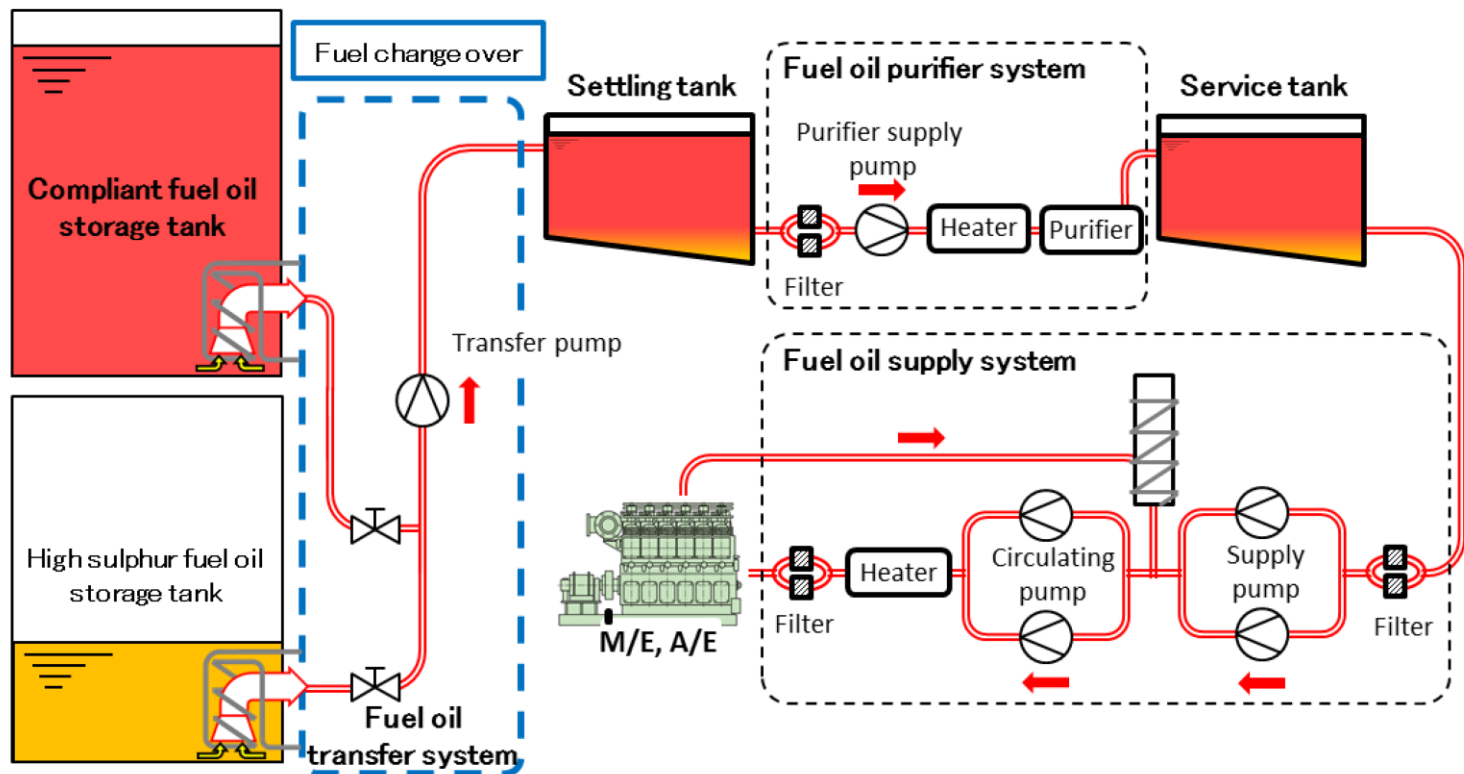 Fuel change over
Compliant fuel oil
storage tank
High sulphur fuel oil
storage tank
Transfer pump
Fuel oil
transfer system
Settling tank
Fuel oil purifier system
Purifier supply
pump
Filter
Heater
Purifier
Service tank
Fuel oil supply system
M/E, A/E
Filter
Heater
Circulating
pump
Supply
pump
Filter